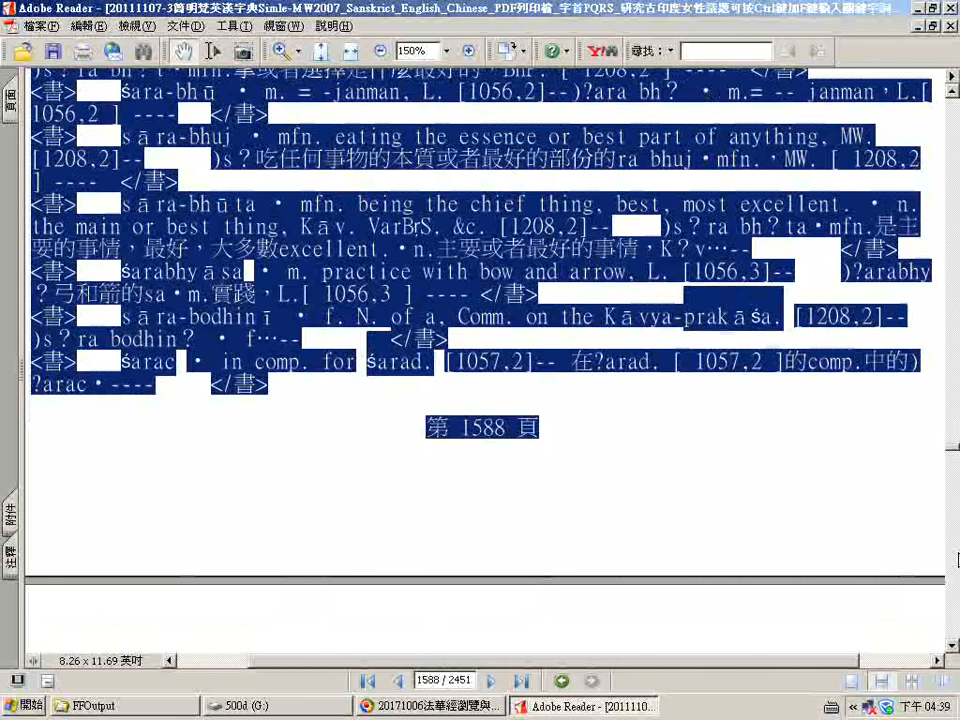 Adobe Reader - [20111107-3簡明梵英漢字典Simle-MW2007_Sanskrict_English_Chinese_PDF列印檔_字首PQRS_研究古印度女性議題可按Ctrl鍵加F鍵輸入關鍵字詞
檔案(F) 編輯(E) 檢視(V) 文件(D) 工具(T) 視窗(W) 說明(H)
150% Y! 尋找：
頁面
<書> śara-bhū • m. = -janman, L. [1056,2]--)?ara bh？ • m.= -- janman，L.[
1056,2 ] ---- </書>
<書> sāra-bhuj • mfn. eating the essence or best part of anything, MW.
[1208,2]-- )s？吃任何事物的本質或者最好的部份的ra bhuj•mfn.，MW. [ 1208,2
] ---- </書>
<書> sāra-bhūta • mfn. being the chief thing, best, most excellent. • n.
the main or best thing, Kāv. VarBrS. &c. [1208,2]-- )s？ra bh？ta•mfn.是主
要的事情，最好，大多數excellent.•n.主要或者最好的事情，K？v…-- </書>
<書> śarabhyāsa • m. practice with bow and arrow, L. [1056,3]-- )?arabhy
？弓和箭的sa•m.實踐，L.[ 1056,3 ] ---- </書>
<書> sāra-bodhinī • f. N. of a, Comm. on the Kāvya-prakāśa. [1208,2]--
)s？ra bodhin？ • f…-- </書>
<書> śarac • in comp. for śarad. [1057,2]-- 在?arad. [ 1057,2 ]的comp.中的)
?arac•---- </書>
第 1588 頁
附件
注釋
8.26 x 11.69 英吋
1588 / 2451
開始 FFOutput 500d (G:) 20171006法華經瀏覽與... Adobe Reader - [2011110... « 下午 04:39